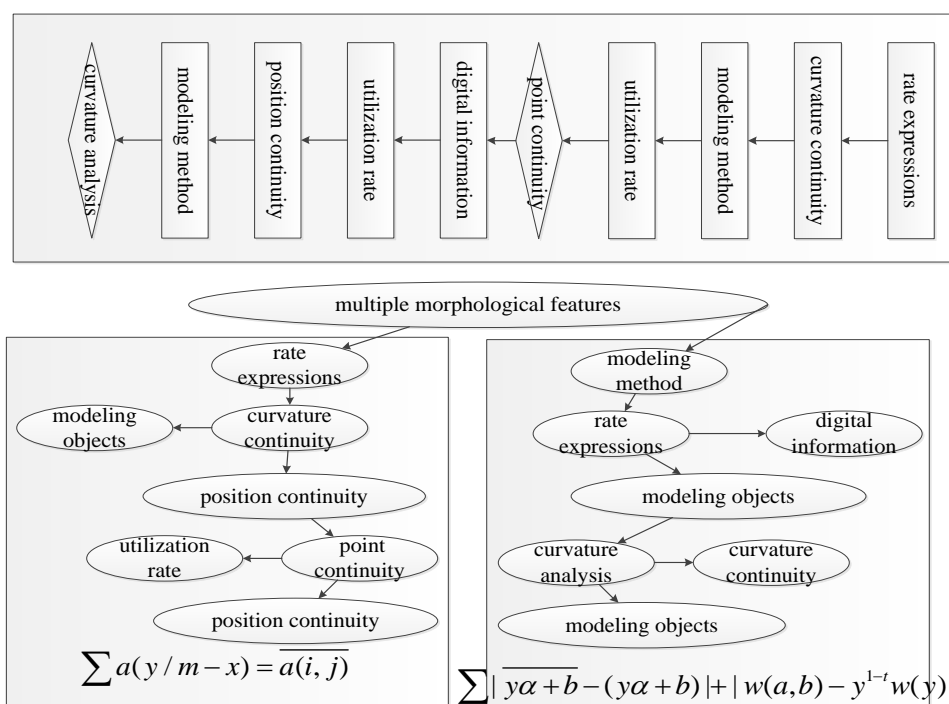 curvature analysis
modeling method
position continuity
utilization rate
digital information
point continuity
utilization rate
modeling method
curvature continuity
rate expressions
multiple morphological features
rate
expressions
modeling
objects
curvature
continuity
position continuity
utilization
rate
point
continuity
position continuity
∑ a(y / m − x) = \overline{a(i, j)}
modeling
method
rate
expressions
digital
information
modeling objects
curvature
analysis
curvature
continuity
modeling objects
∑ | \overline{yα + b} − (yα + b) | + | w(a, b) − y^{1−t} w(y)